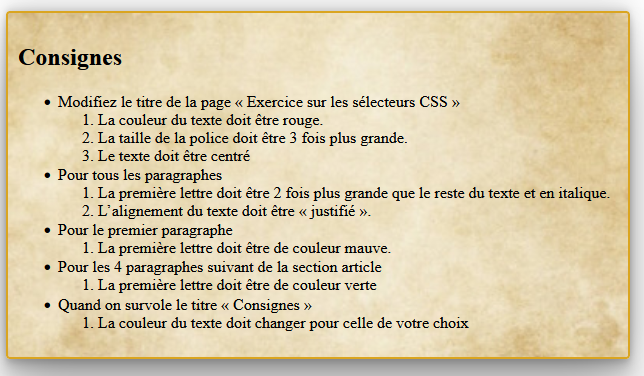 Consignes
• Modifiez le titre de la page « Exercice sur les sélecteurs CSS »
1. La couleur du texte doit être rouge.
2. La taille de la police doit être 3 fois plus grande.
3. Le texte doit être centré
• Pour tous les paragraphes
1. La première lettre doit être 2 fois plus grande que le reste du texte et en italique.
2. L’alignement du texte doit être « justifié ».
• Pour le premier paragraphe
1. La première lettre doit être de couleur mauve.
• Pour les 4 paragraphes suivant de la section article
1. La première lettre doit être de couleur verte
• Quand on survole le titre « Consignes »
1. La couleur du texte doit changer pour celle de votre choix